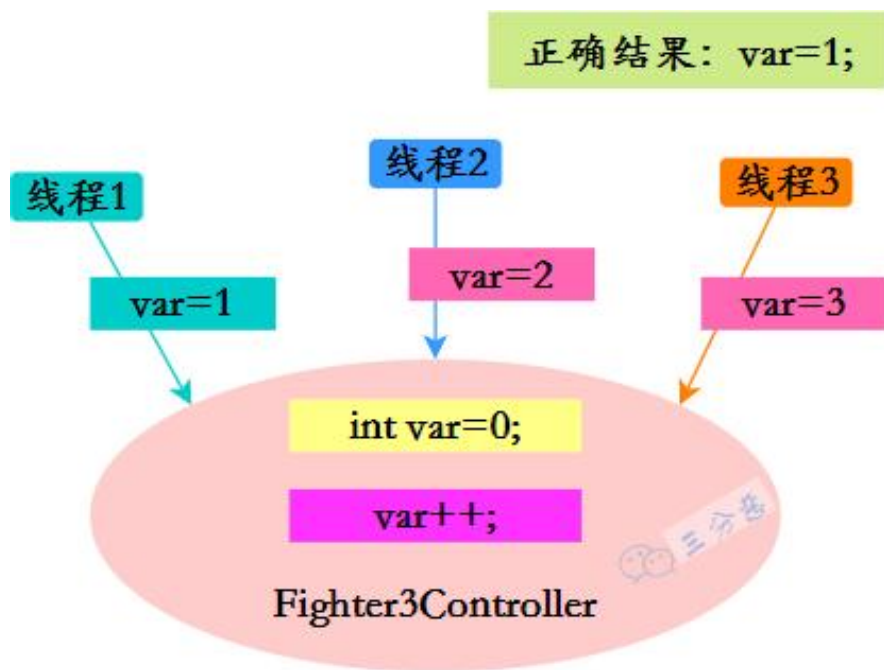 正确结果：var=1;
线程1
线程2
线程3
var=1
var=2
var=3
int var=0;
var++;
三分恶
Fighter3Controller